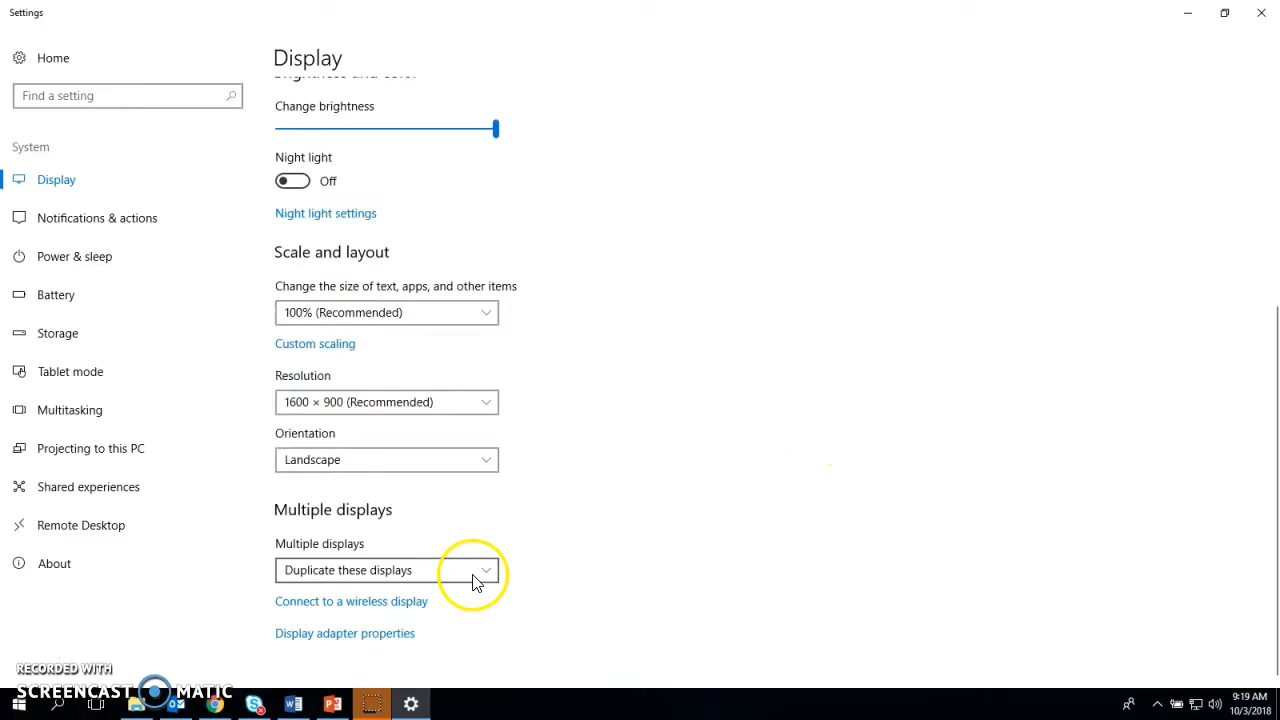 Settings
Home
Find a setting
System
Display
Notifications & actions
Power & sleep
Battery
Storage
Tablet mode
Multitasking
Projecting to this PC
Shared experiences
Remote Desktop
About
Display
Brightness and color
Change brightness
Night light
Off
Night light settings
Scale and layout
Change the size of text, apps, and other items
100% (Recommended)
Custom scaling
Resolution
1600 × 900 (Recommended)
Orientation
Landscape
Multiple displays
Multiple displays
Duplicate these displays
Connect to a wireless display
Display adapter properties
RECORDED WITH
SCREENCAST MATIC
9:19 AM
10/3/2018